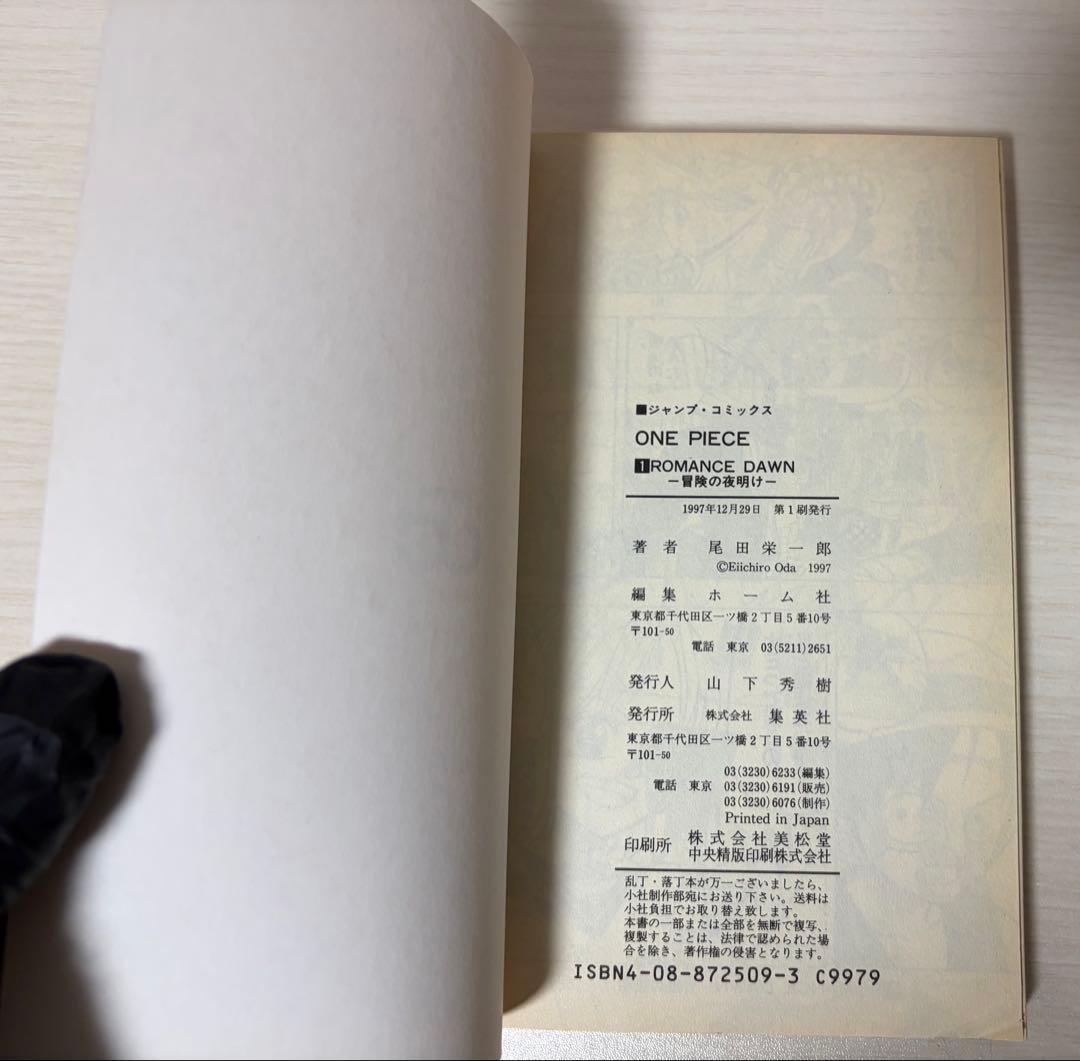 ■ジャンプ・コミックス
ONE PIECE
1 ROMANCE DAWN
―冒険の夜明け―
1997年12月29日 第1刷発行
著者 尾田栄一郎
©Eiichiro Oda 1997
編集 ホーム社
東京都千代田区一ツ橋2丁目5番10号
〒101-50
電話 東京 03(5211)2651
発行人 山下秀樹
発行所 株式会社 集英社
東京都千代田区一ツ橋2丁目5番10号
〒101-50
03(3230)6233(編集)
電話 東京 03(3230)6191(販売)
03(3230)6076(制作)
Printed in Japan
印刷所 株式会社美松堂
中央精版印刷株式会社
乱丁・落丁本が万一ございましたら、
小社制作部宛にお送り下さい。送料は
小社負担でお取り替え致します。
本書の一部または全部を無断で複写、
複製することは、法律で認められた場
合を除き、著作権の侵害となります。
ISBN4-08-872509-3 C9979